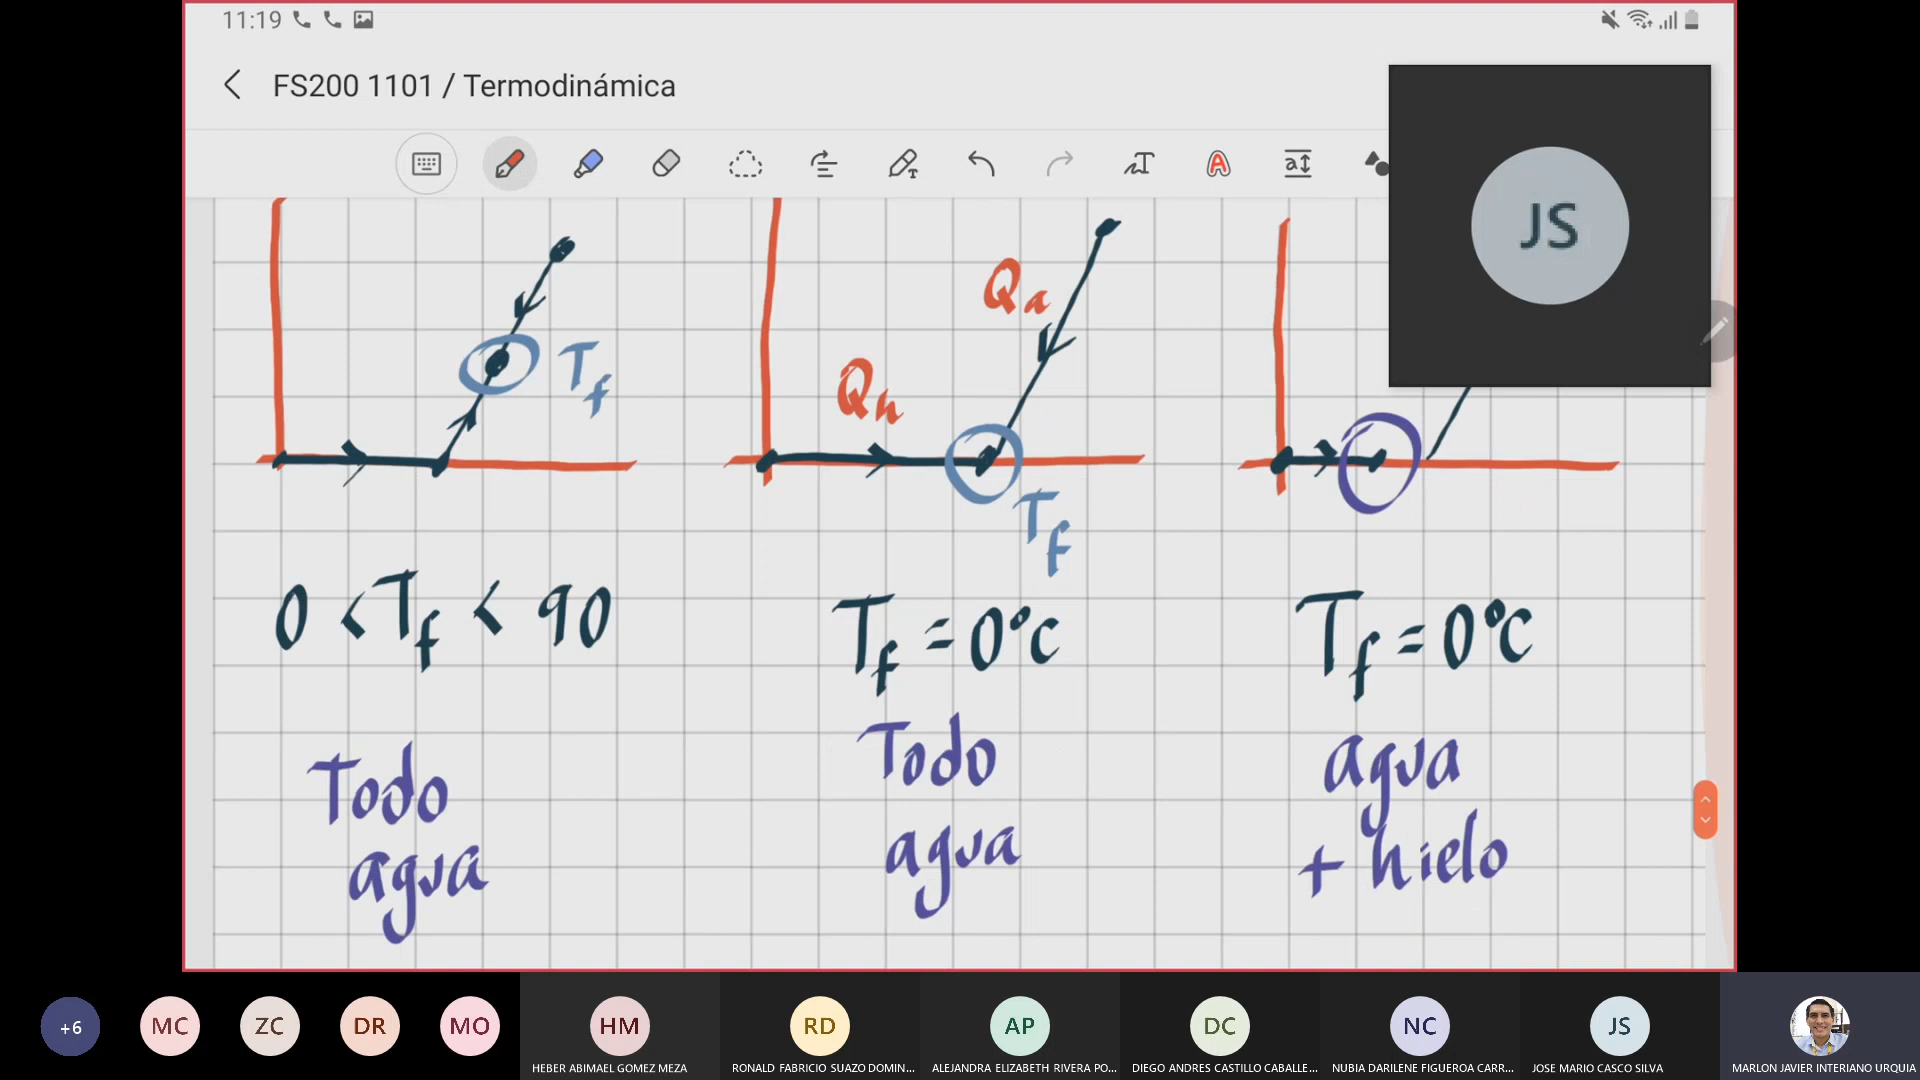 11:19
FS200 1101 / Termodinámica
A
a
JS
Tf
Qa
Qh
Tf
0 < Tf < 90
Tf = 0°C
Tf = 0°C
Todo
agua
Todo
agua
agua
+ hielo
+6
MC
ZC
DR
MO
HM
RD
AP
DC
NC
JS
HEBER ABIMAEL GOMEZ MEZA
RONALD FABRICIO SUAZO DOMIN...
ALEJANDRA ELIZABETH RIVERA PO...
DIEGO ANDRES CASTILLO CABALLE...
NUBIA DARILENE FIGUEROA CARR...
JOSE MARIO CASCO SILVA
MARLON JAVIER INTERIANO URQUIA